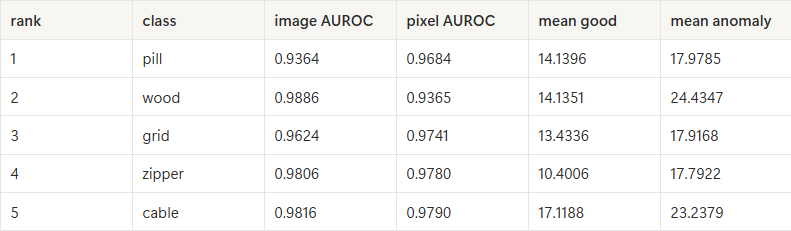 rank class image AUROC pixel AUROC mean good mean anomaly
1 pill 0.9364 0.9684 14.1396 17.9785
2 wood 0.9886 0.9365 14.1351 24.4347
3 grid 0.9624 0.9741 13.4336 17.9168
4 zipper 0.9806 0.9780 10.4006 17.7922
5 cable 0.9816 0.9790 17.1188 23.2379